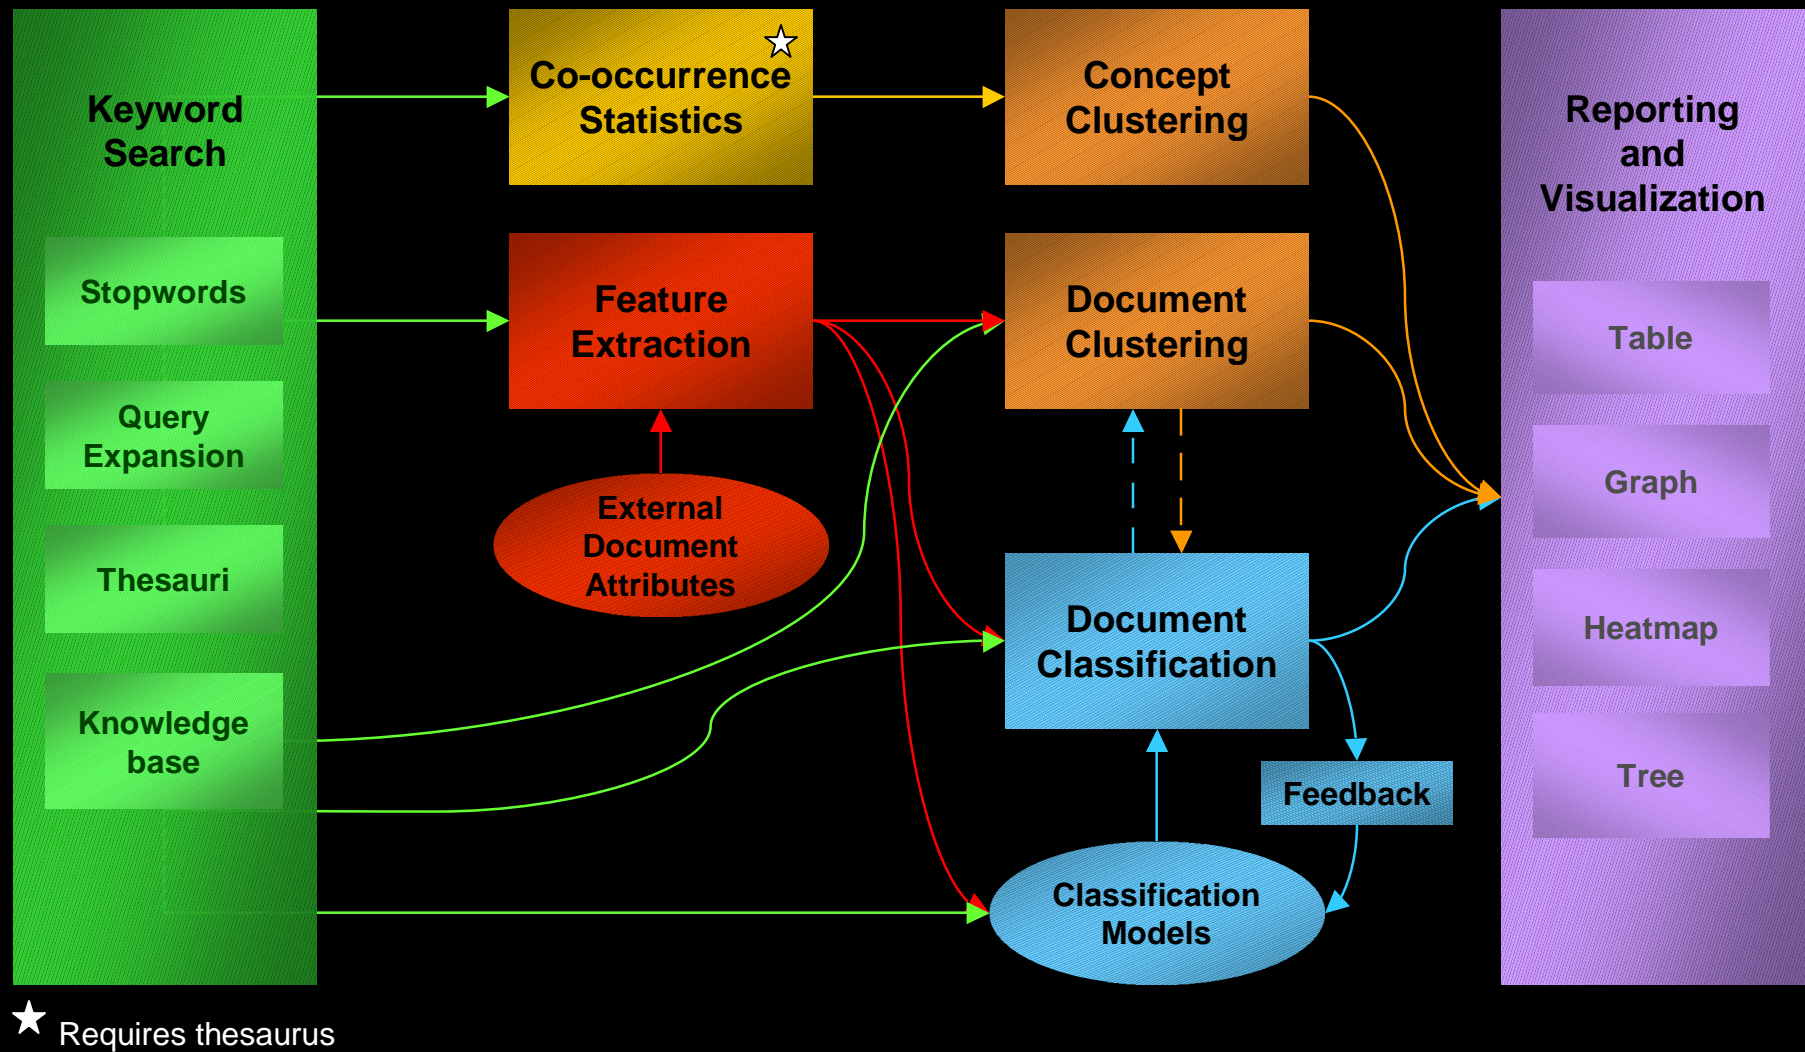 Keyword
Search
Stopwords
Query
Expansion
Thesauri
Knowledge
base
Co-occurrence
Statistics
Feature
Extraction
External
Document
Attributes
Concept
Clustering
Document
Clustering
Document
Classification
Feedback
Classification
Models
Reporting
and
Visualization
Table
Graph
Heatmap
Tree
Requires thesaurus